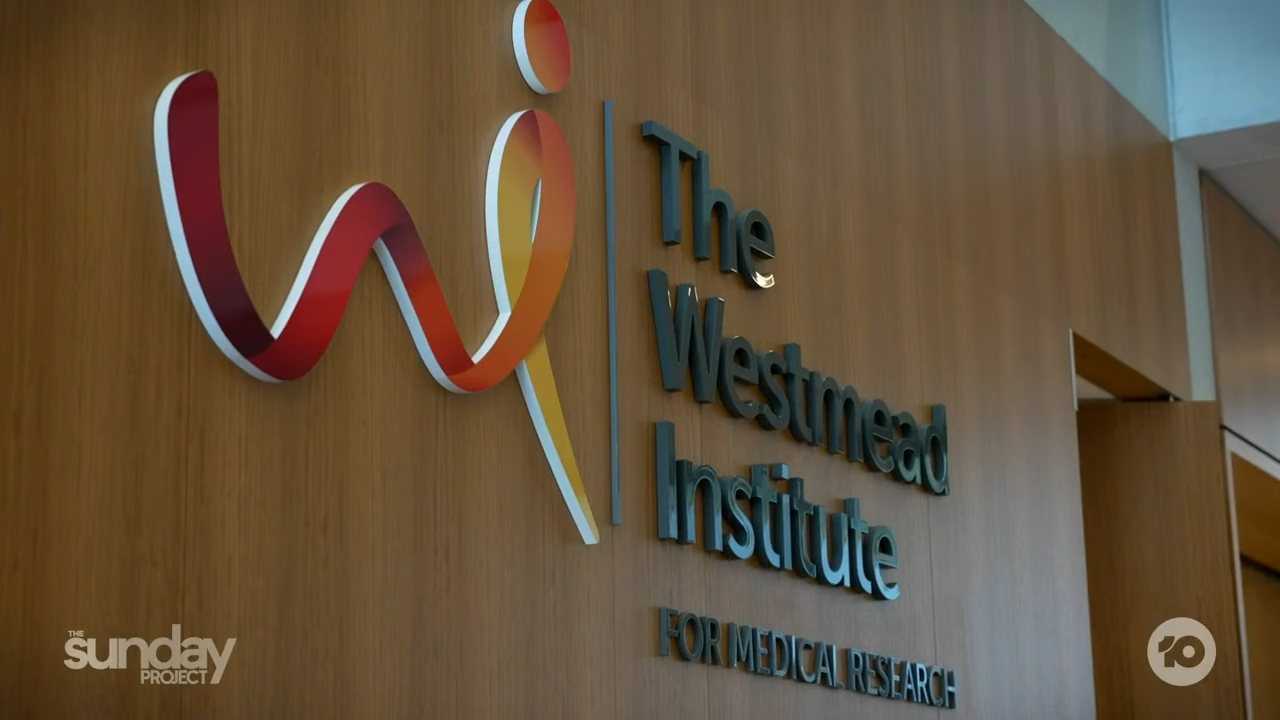 The
Westmead
Institute
FOR MEDICAL RESEARCH
THE
sunday
PROJECT
10